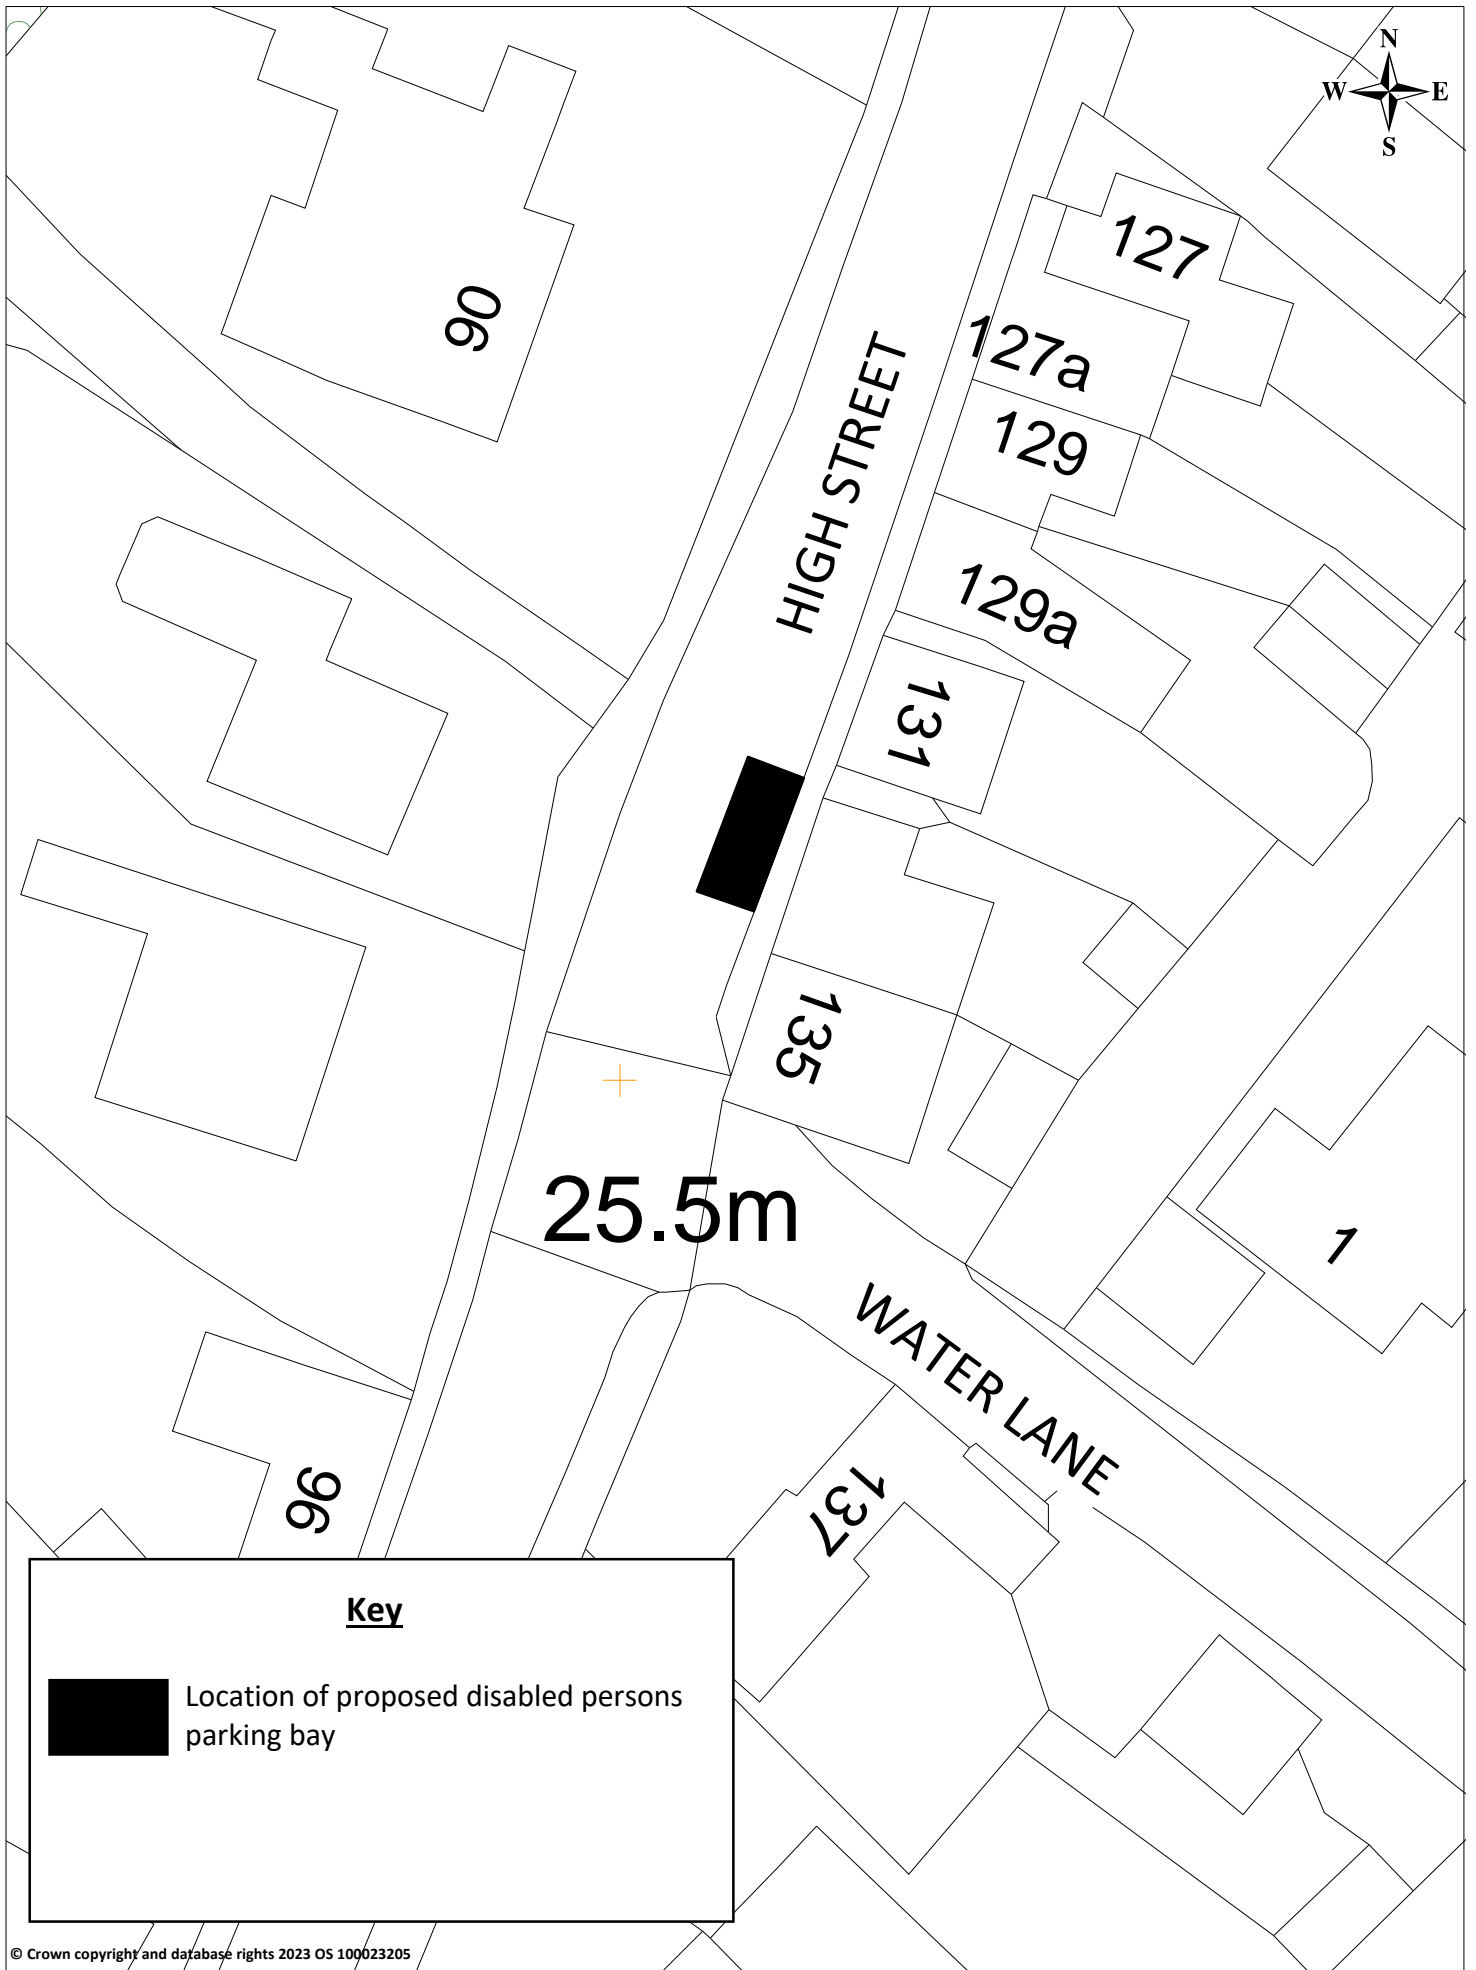 N
W E
S
127
90
127a
HIGH STREET
129
129a
131
135
25.5m
1
WATER LANE
96
137
Key
Location of proposed disabled persons
parking bay
© Crown copyright and database rights 2023 OS 100023205